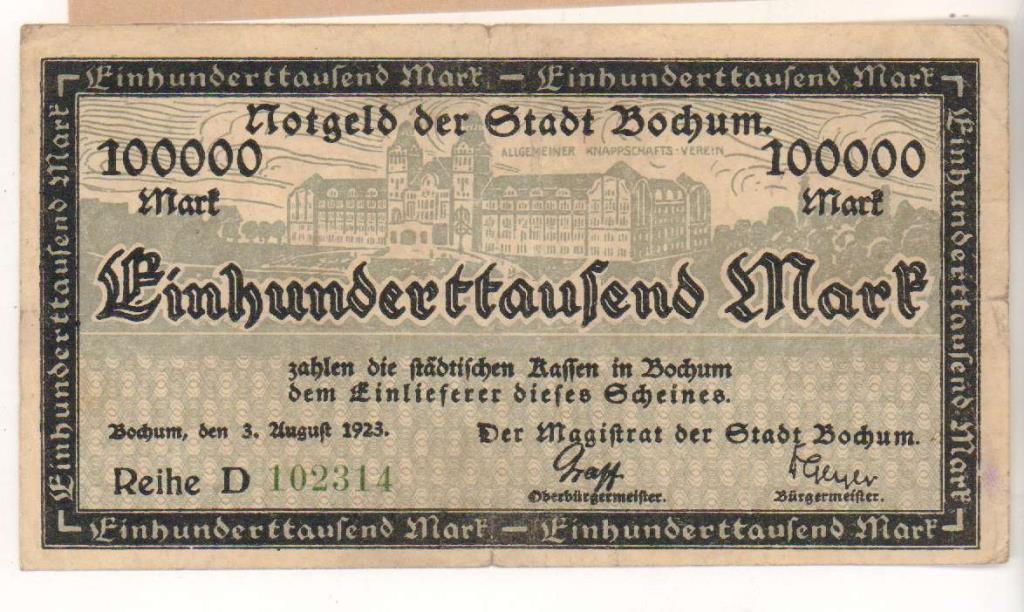 Einhunderttausend Mark — Einhunderttausend Mark
Einhunderttausend Mark
Einhunderttausend Mark
Notgeld der Stadt Bochum.
ALLGEMEINER KNAPPSCHAFTS-VEREIN
100000
Mark
100000
Mark
Einhunderttausend Mark
zahlen die städtischen Kassen in Bochum
dem Einlieferer dieses Scheines.
Bochum, den 3. August 1923.
Der Magistrat der Stadt Bochum.
Graff
Geyer
Oberbürgermeister.
Bürgermeister.
Reihe D 102314
Einhunderttausend Mark — Einhunderttausend Mark